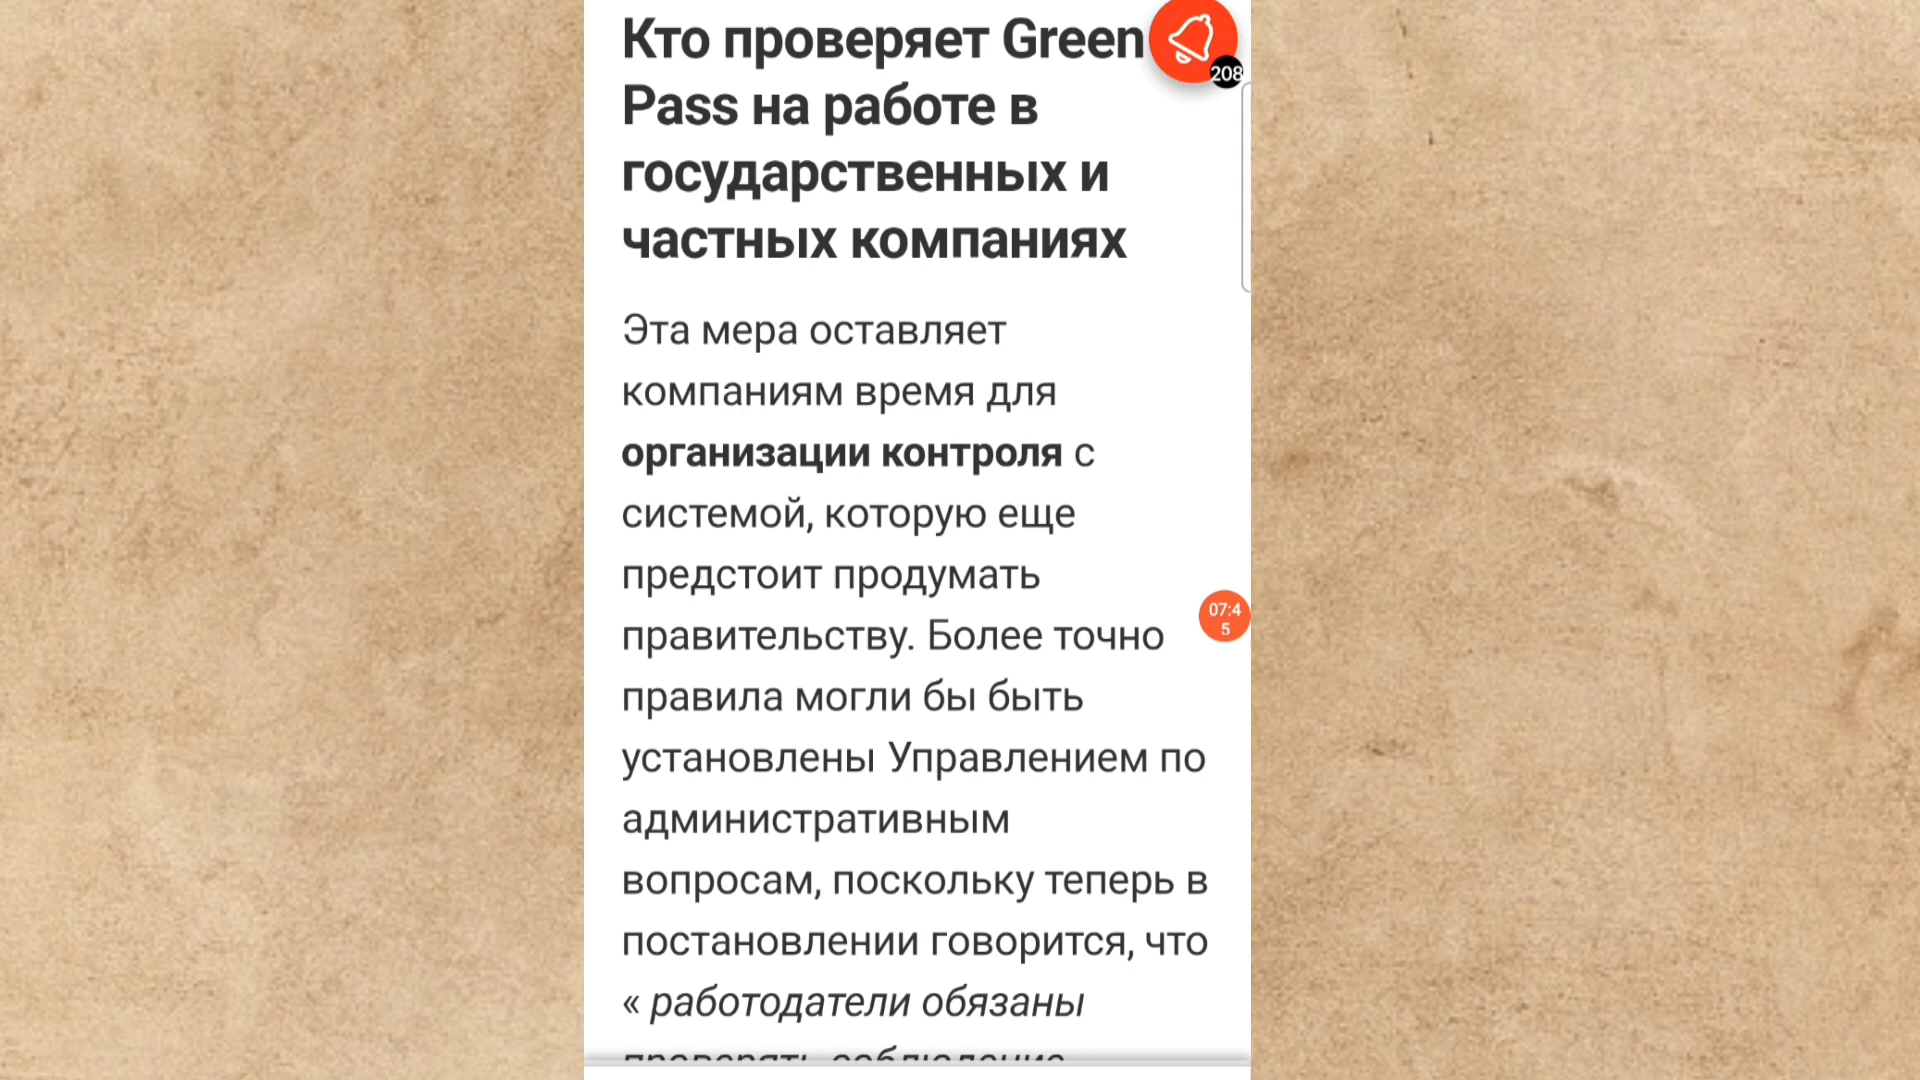 Кто проверяет Green
Pass на работе в
государственных и
частных компаниях
208
Эта мера оставляет
компаниям время для
организации контроля с
системой, которую еще
предстоит продумать
правительству. Более точно
07:4
5
правила могли бы быть
установлены Управлением по
административным
вопросам, поскольку теперь в
постановлении говорится, что
« работодатели обязаны
проверять соблюдение